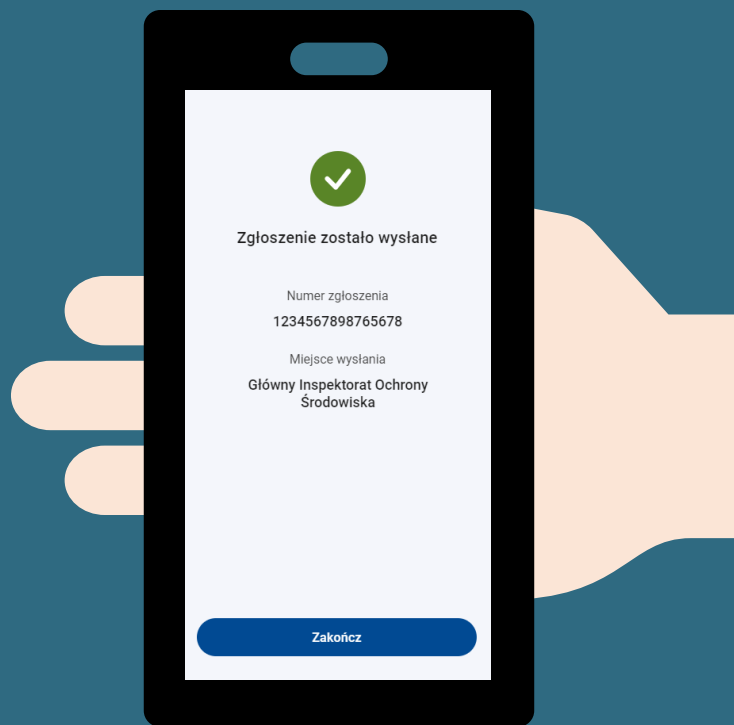 Zgłoszenie zostało wysłane
Numer zgłoszenia
1234567898765678
Miejsce wysłania
Główny Inspektorat Ochrony
Środowiska
Zakończ